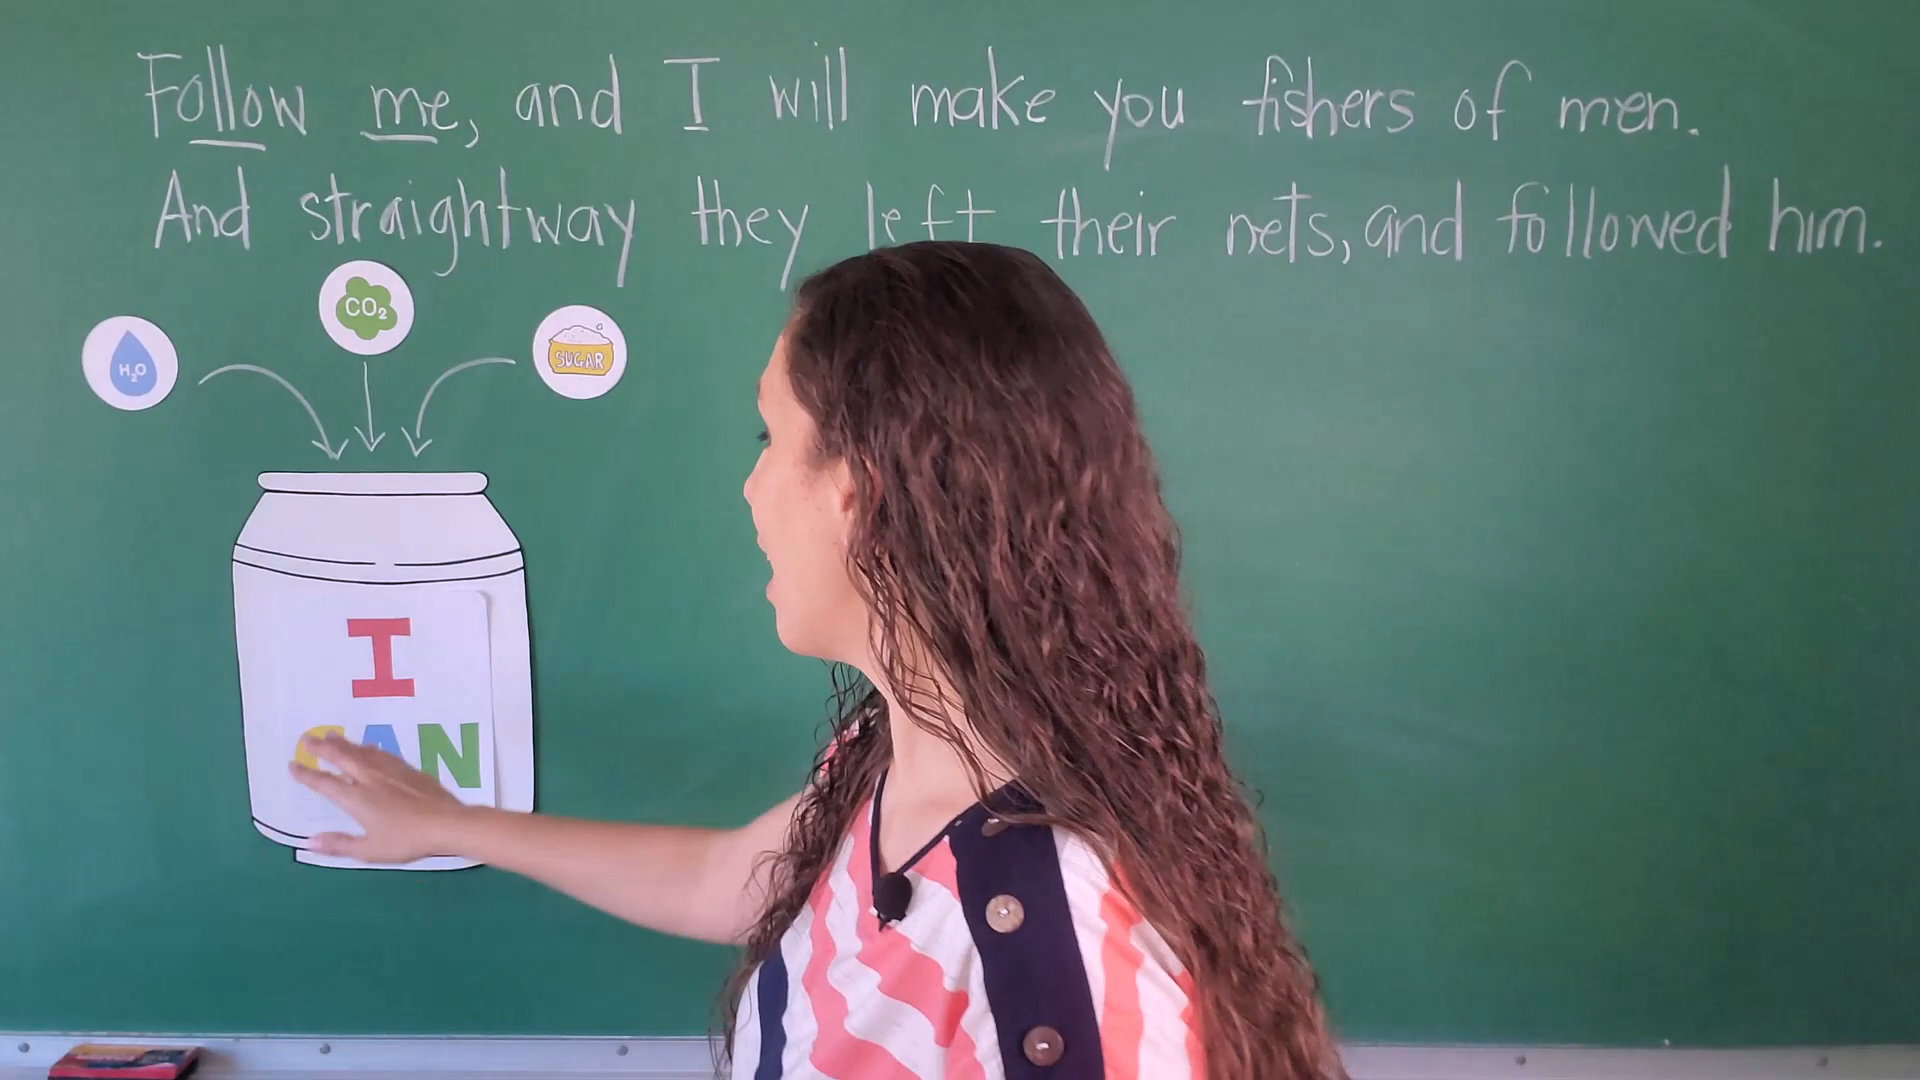 Follow me, and I will make you fishers of men.
And straightway they left their nets, and followed him.
CO₂
H₂O
SUGAR
I
CAN